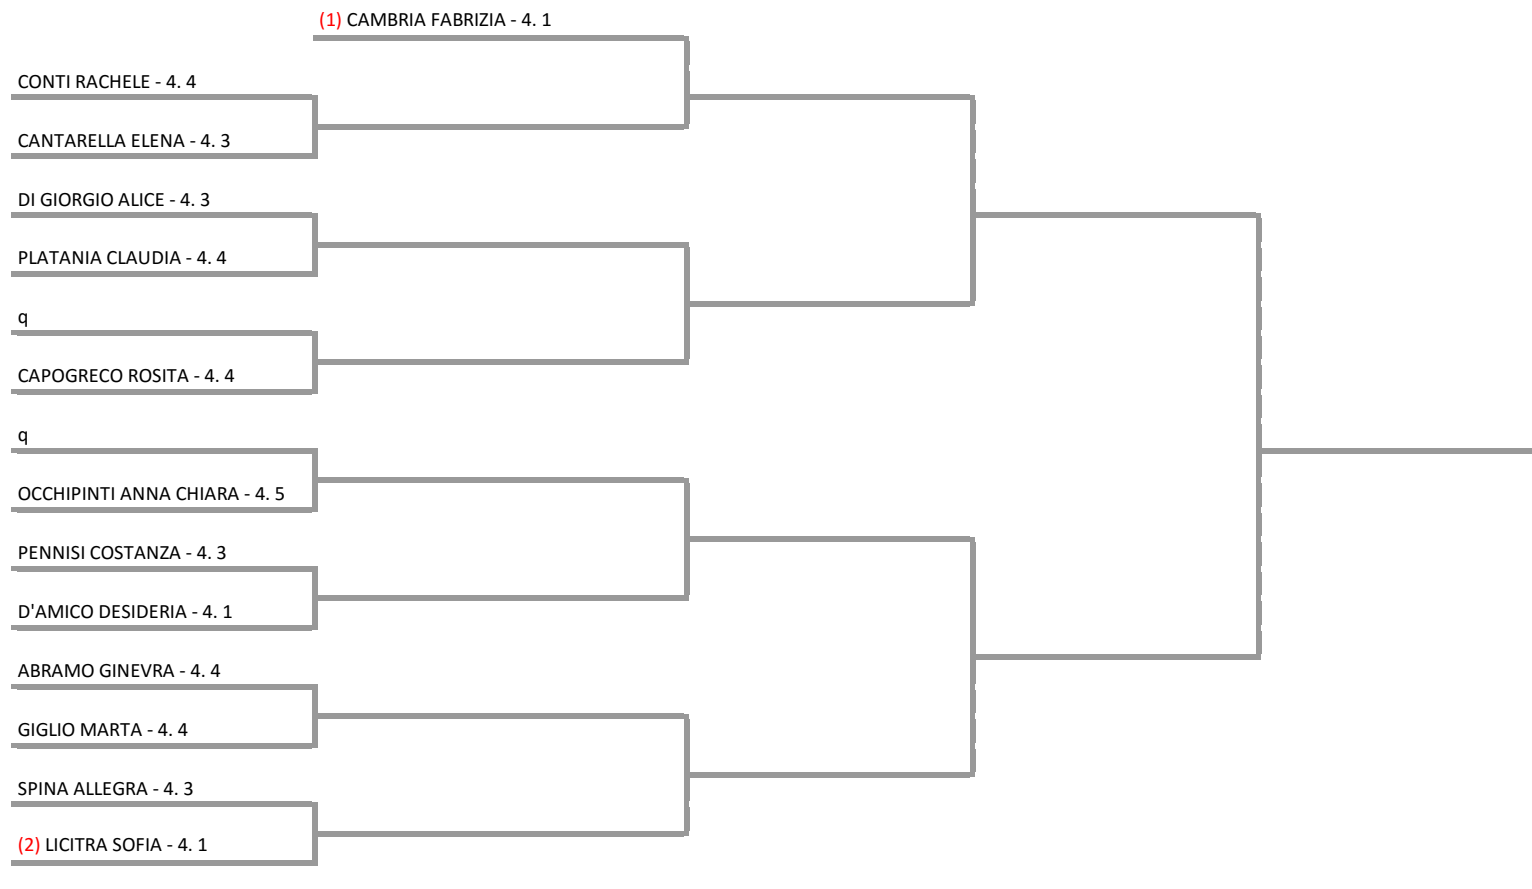 (1) CAMBRIA FABRIZIA - 4. 1
CONTI RACHELE - 4. 4
CANTARELLA ELENA - 4. 3
DI GIORGIO ALICE - 4. 3
PLATANIA CLAUDIA - 4. 4
q
CAPOGRECO ROSITA - 4. 4
q
OCCHIPINTI ANNA CHIARA - 4. 5
PENNISI COSTANZA - 4. 3
D'AMICO DESIDERIA - 4. 1
ABRAMO GINEVRA - 4. 4
GIGLIO MARTA - 4. 4
SPINA ALLEGRA - 4. 3
(2) LICITRA SOFIA - 4. 1